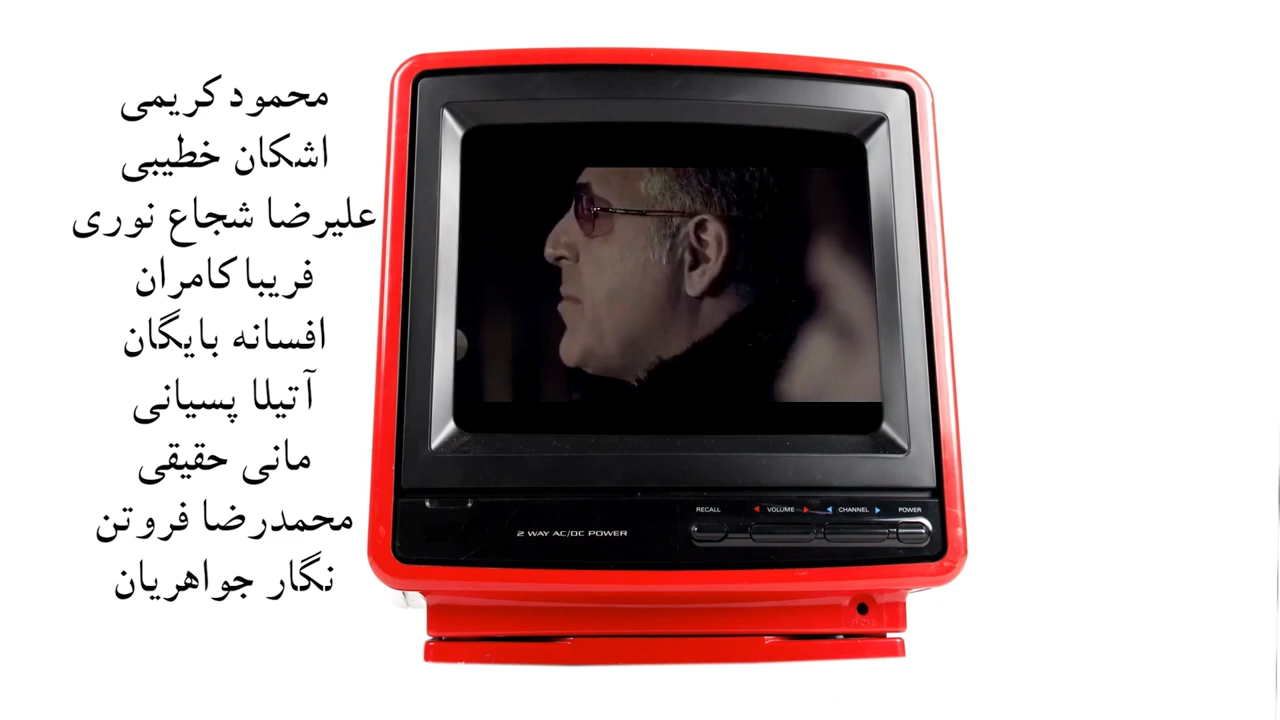 محمود کریمی
اشکان خطیبی
علیرضا شجاع نوری
فریبا کامران
افسانه بایگان
آتیلا پسیانی
مانی حقیقی
محمدرضا فروتن
نگار جواهریان
RECALL VOLUME CHANNEL POWER
2 WAY AC/DC POWER